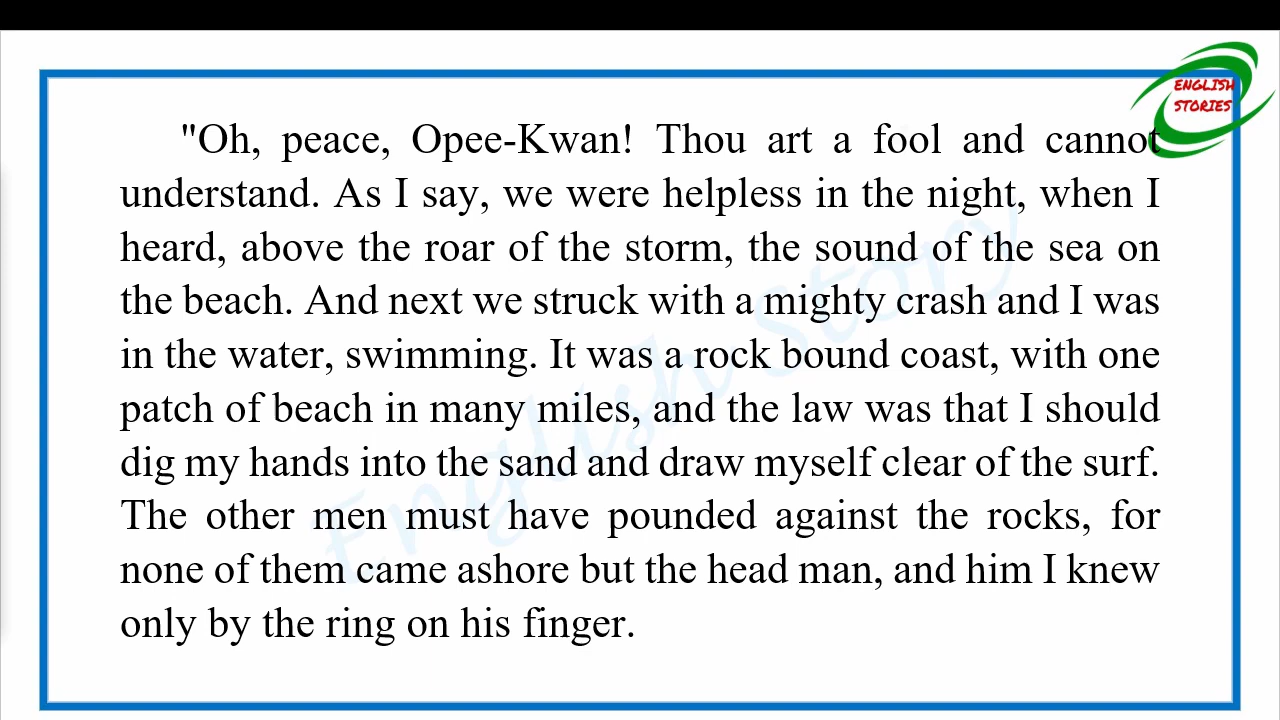 ENGLISH
STORIES
"Oh, peace, Opee-Kwan! Thou art a fool and cannot
understand. As I say, we were helpless in the night, when I
heard, above the roar of the storm, the sound of the sea on
the beach. And next we struck with a mighty crash and I was
in the water, swimming. It was a rock bound coast, with one
patch of beach in many miles, and the law was that I should
dig my hands into the sand and draw myself clear of the surf.
The other men must have pounded against the rocks, for
none of them came ashore but the head man, and him I knew
only by the ring on his finger.
English Story